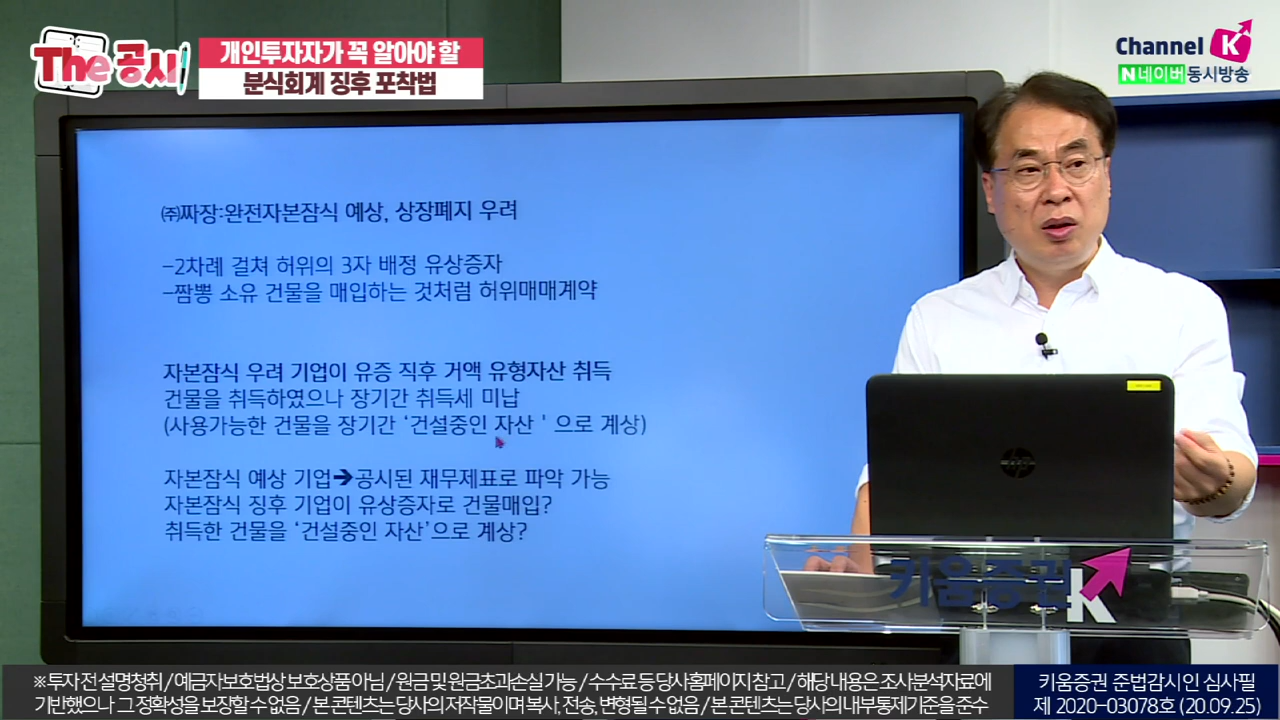 The 공시
개인투자자가 꼭 알아야 할
분식회계 징후 포착법
Channel K
N 네이버 동시방송
㈜짜장:완전자본잠식 예상, 상장폐지 우려
-2차례 걸쳐 허위의 3자 배정 유상증자
-짬뽕 소유 건물을 매입하는 것처럼 허위매매계약
자본잠식 우려 기업이 유증 직후 거액 유형자산 취득
건물을 취득하였으나 장기간 취득세 미납
(사용가능한 건물을 장기간 ‘건설중인 자산 ' 으로 계상)
자본잠식 예상 기업➔공시된 재무제표로 파악 가능
자본잠식 징후 기업이 유상증자로 건물매입?
취득한 건물을 ‘건설중인 자산’으로 계상?
hp
키움증권 K
※ 투자 전 설명청취 / 예금자보호법상 보호상품 아님 / 원금 및 원금초과손실 가능 / 수수료 등 당사홈페이지 참고 / 해당 내용은 조사분석자료에
기반했으나 그 정확성을 보장할 수 없음 / 본 콘텐츠는 당사의 저작물이며 복사, 전송, 변형될 수 없음 / 본 콘텐츠는 당사의 내부통제기준을 준수
키움증권 준법감시인 심사필
제 2020-03078호 (20.09.25)